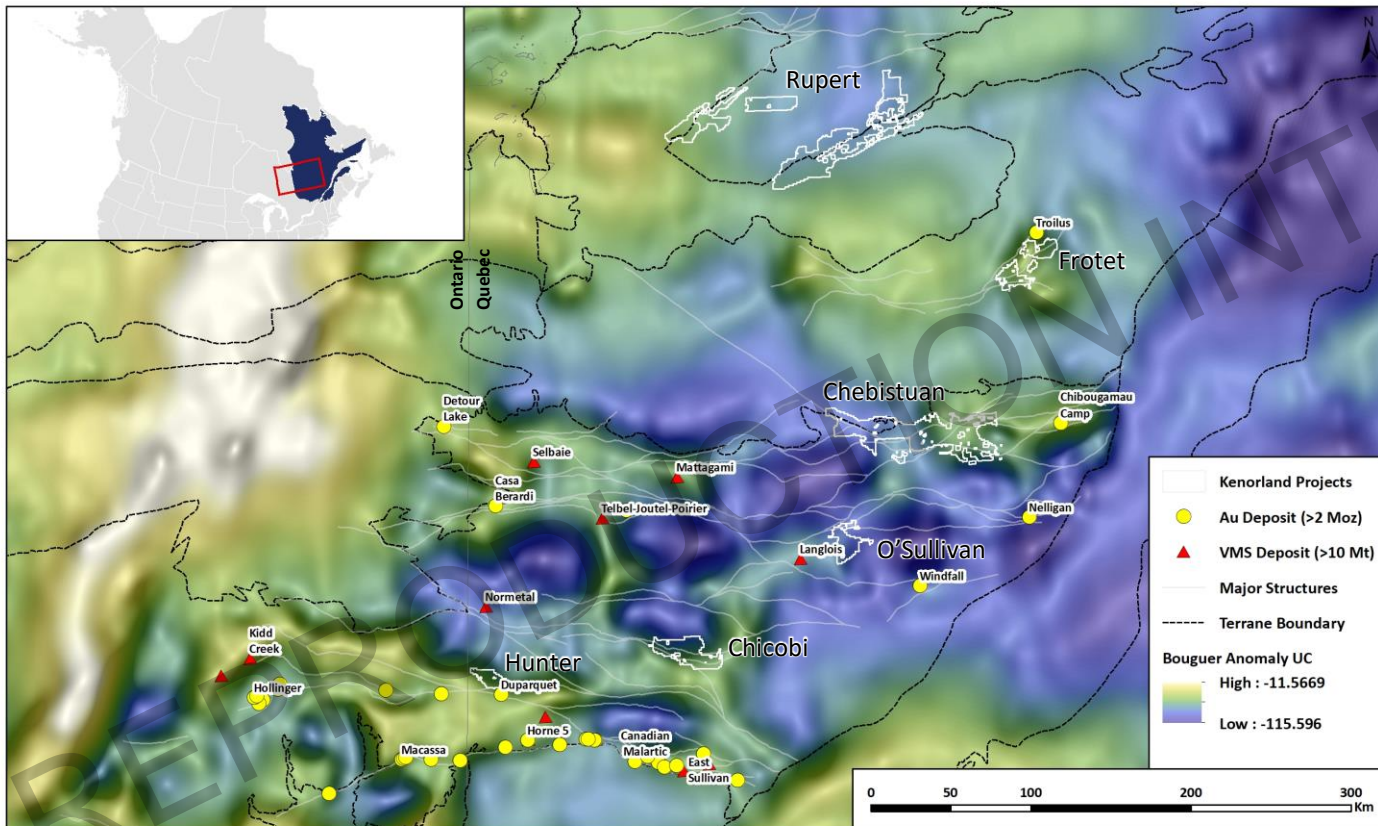 N
Rupert
Troilus
Frotet
Ontario
Quebec
Chebistuan
Chibougamau
Camp
Detour
Lake
Selbaie
Mattagami
Casa
Berardi
Telbel-Joutel-Poirier
Nelligan
O'Sullivan
Langlois
Windfall
Normetal
Chicobi
Kidd
Creek
Hunter
Duparquet
Hollinger
Horne 5
Canadian
Malartic
Macassa
East
Sullivan
Kenorland Projects
Au Deposit (>2 Moz)
VMS Deposit (>10 Mt)
Major Structures
Terrane Boundary
Bouguer Anomaly UC
High : -11.5669
Low : -115.596
0 50 100 200 300
Km
REPRODUCTION INT